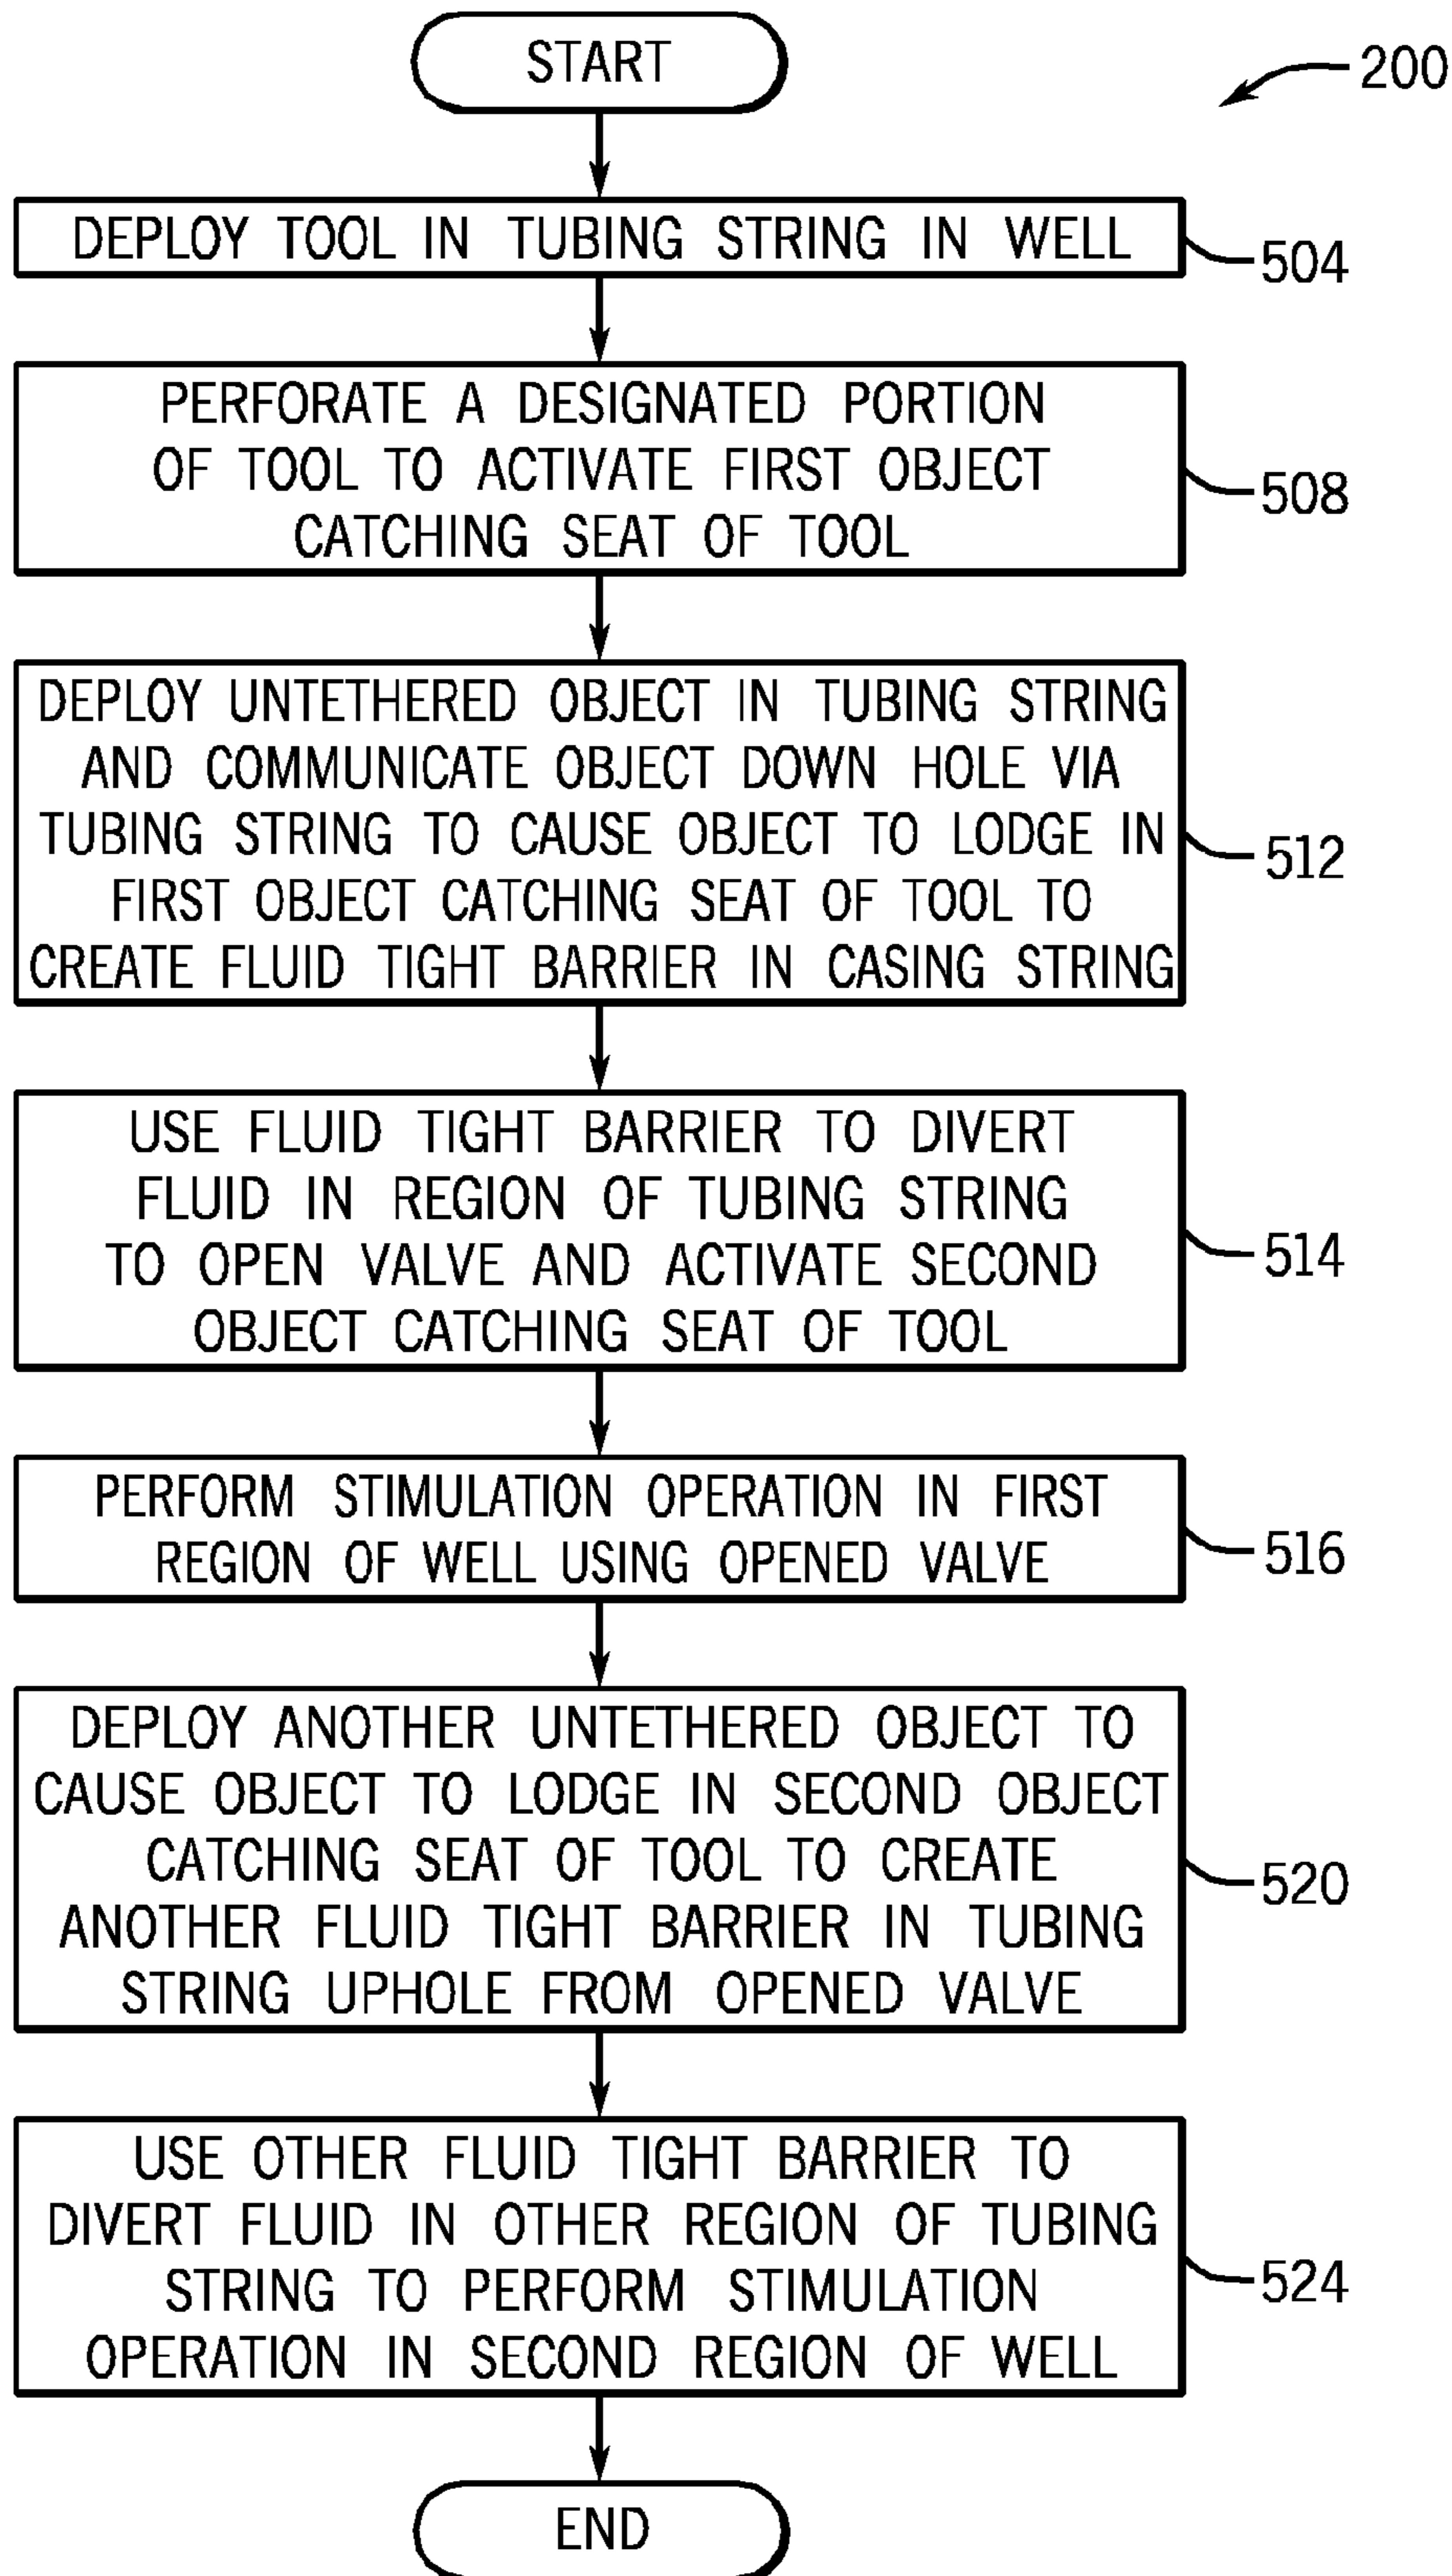 START
200
DEPLOY TOOL IN TUBING STRING IN WELL
504
PERFORATE A DESIGNATED PORTION
OF TOOL TO ACTIVATE FIRST OBJECT
CATCHING SEAT OF TOOL
508
DEPLOY UNTETHERED OBJECT IN TUBING STRING
AND COMMUNICATE OBJECT DOWN HOLE VIA
TUBING STRING TO CAUSE OBJECT TO LODGE IN
FIRST OBJECT CATCHING SEAT OF TOOL TO
CREATE FLUID TIGHT BARRIER IN CASING STRING
512
USE FLUID TIGHT BARRIER TO DIVERT
FLUID IN REGION OF TUBING STRING
TO OPEN VALVE AND ACTIVATE SECOND
OBJECT CATCHING SEAT OF TOOL
514
PERFORM STIMULATION OPERATION IN FIRST
REGION OF WELL USING OPENED VALVE
516
DEPLOY ANOTHER UNTETHERED OBJECT TO
CAUSE OBJECT TO LODGE IN SECOND OBJECT
CATCHING SEAT OF TOOL TO CREATE
ANOTHER FLUID TIGHT BARRIER IN TUBING
STRING UPHOLE FROM OPENED VALVE
520
USE OTHER FLUID TIGHT BARRIER TO
DIVERT FLUID IN OTHER REGION OF TUBING
STRING TO PERFORM STIMULATION
OPERATION IN SECOND REGION OF WELL
524
END